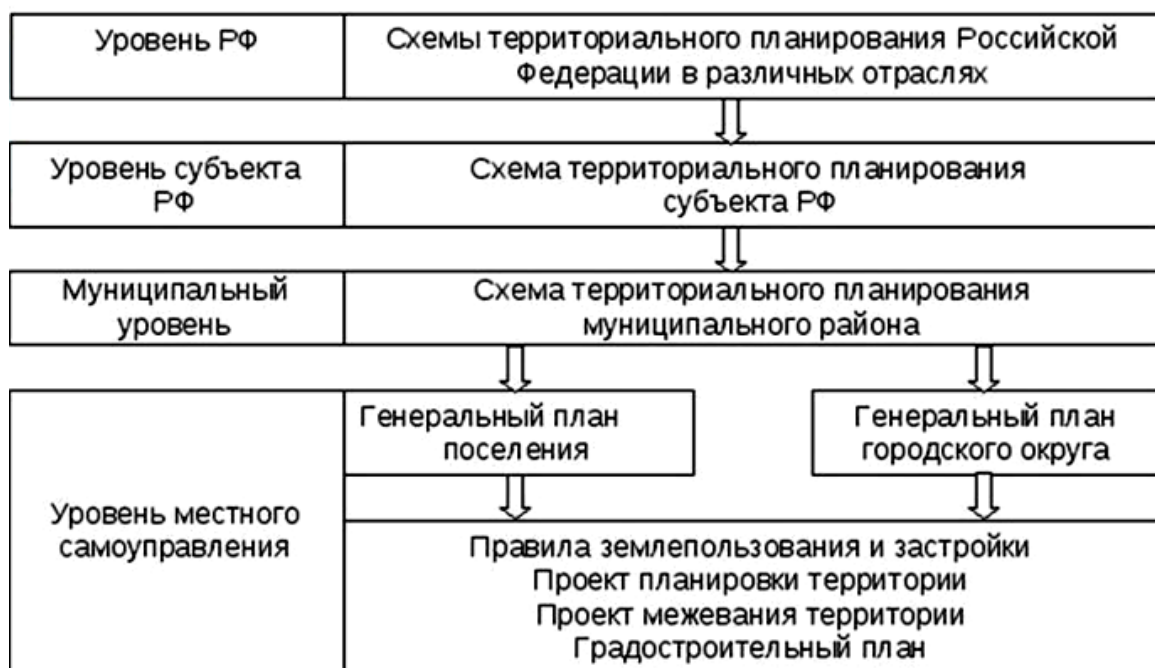 Уровень РФ
Схемы территориального планирования Российской
Федерации в различных отраслях
Уровень субъекта
РФ
Схема территориального планирования
субъекта РФ
Муниципальный
уровень
Схема территориального планирования
муниципального района
Уровень местного
самоуправления
Генеральный план
поселения
Генеральный план
городского округа
Правила землепользования и застройки
Проект планировки территории
Проект межевания территории
Градостроительный план